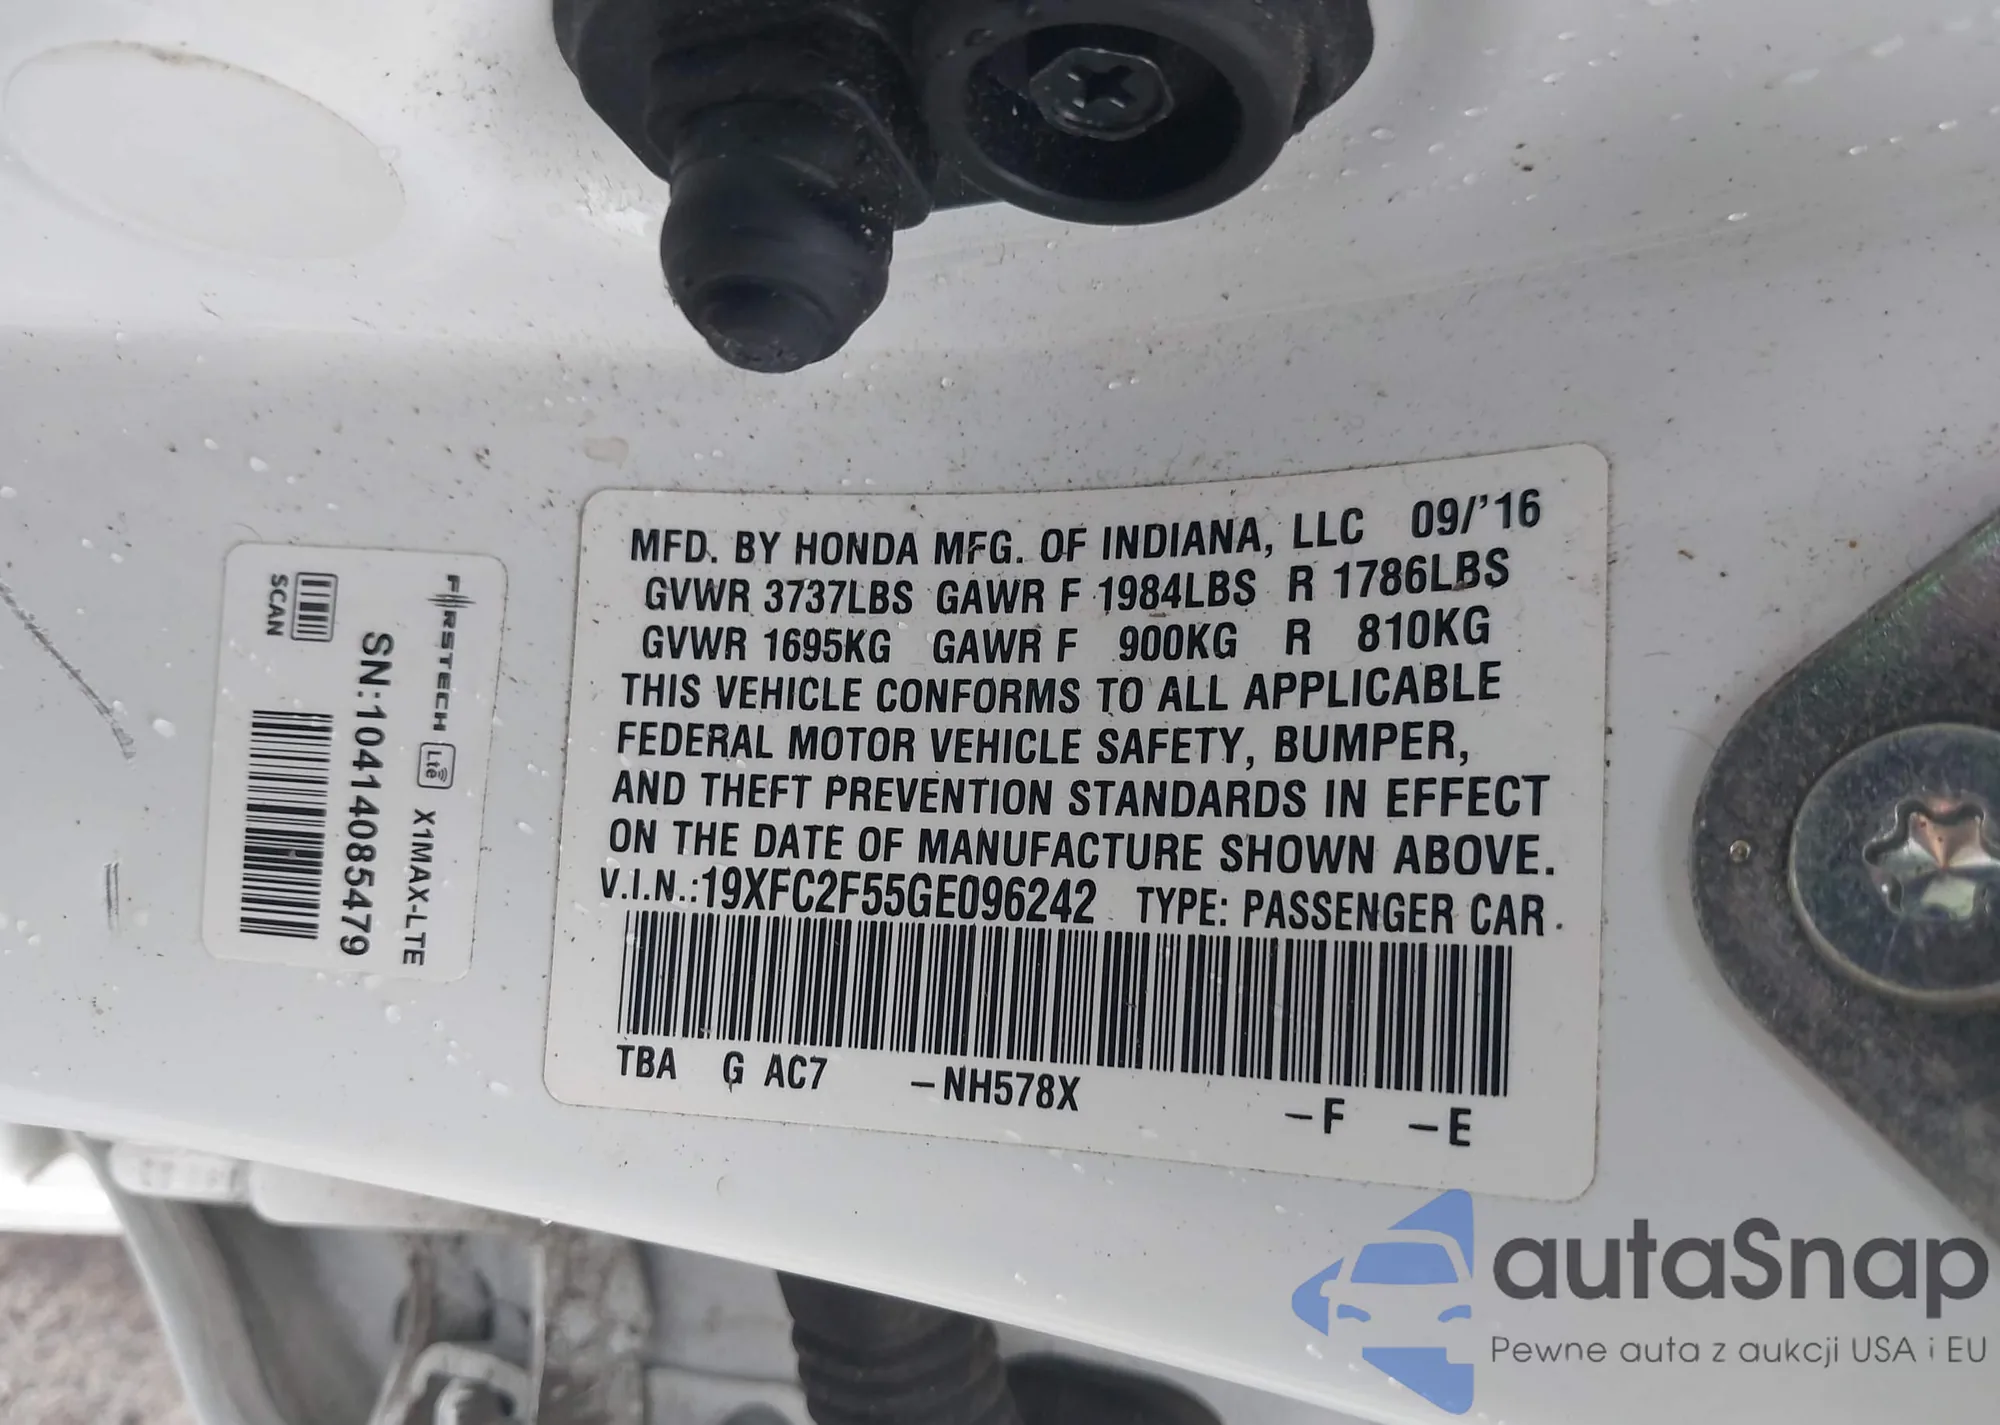 MFD. BY HONDA MFG. OF INDIANA, LLC 09/'16
GVWR 3737LBS GAWR F 1984LBS R 1786LBS
GVWR 1695KG GAWR F 900KG R 810KG
THIS VEHICLE CONFORMS TO ALL APPLICABLE
FEDERAL MOTOR VEHICLE SAFETY, BUMPER,
AND THEFT PREVENTION STANDARDS IN EFFECT
ON THE DATE OF MANUFACTURE SHOWN ABOVE.
V.I.N.:19XFC2F55GE096242 TYPE: PASSENGER CAR
TBA G AC7 -NH578X -F -E
FIRSTECH Lte X1MAX-LTE
SN:10414085479
SCAN
autaSnap
Pewne auta z aukcji USA i EU